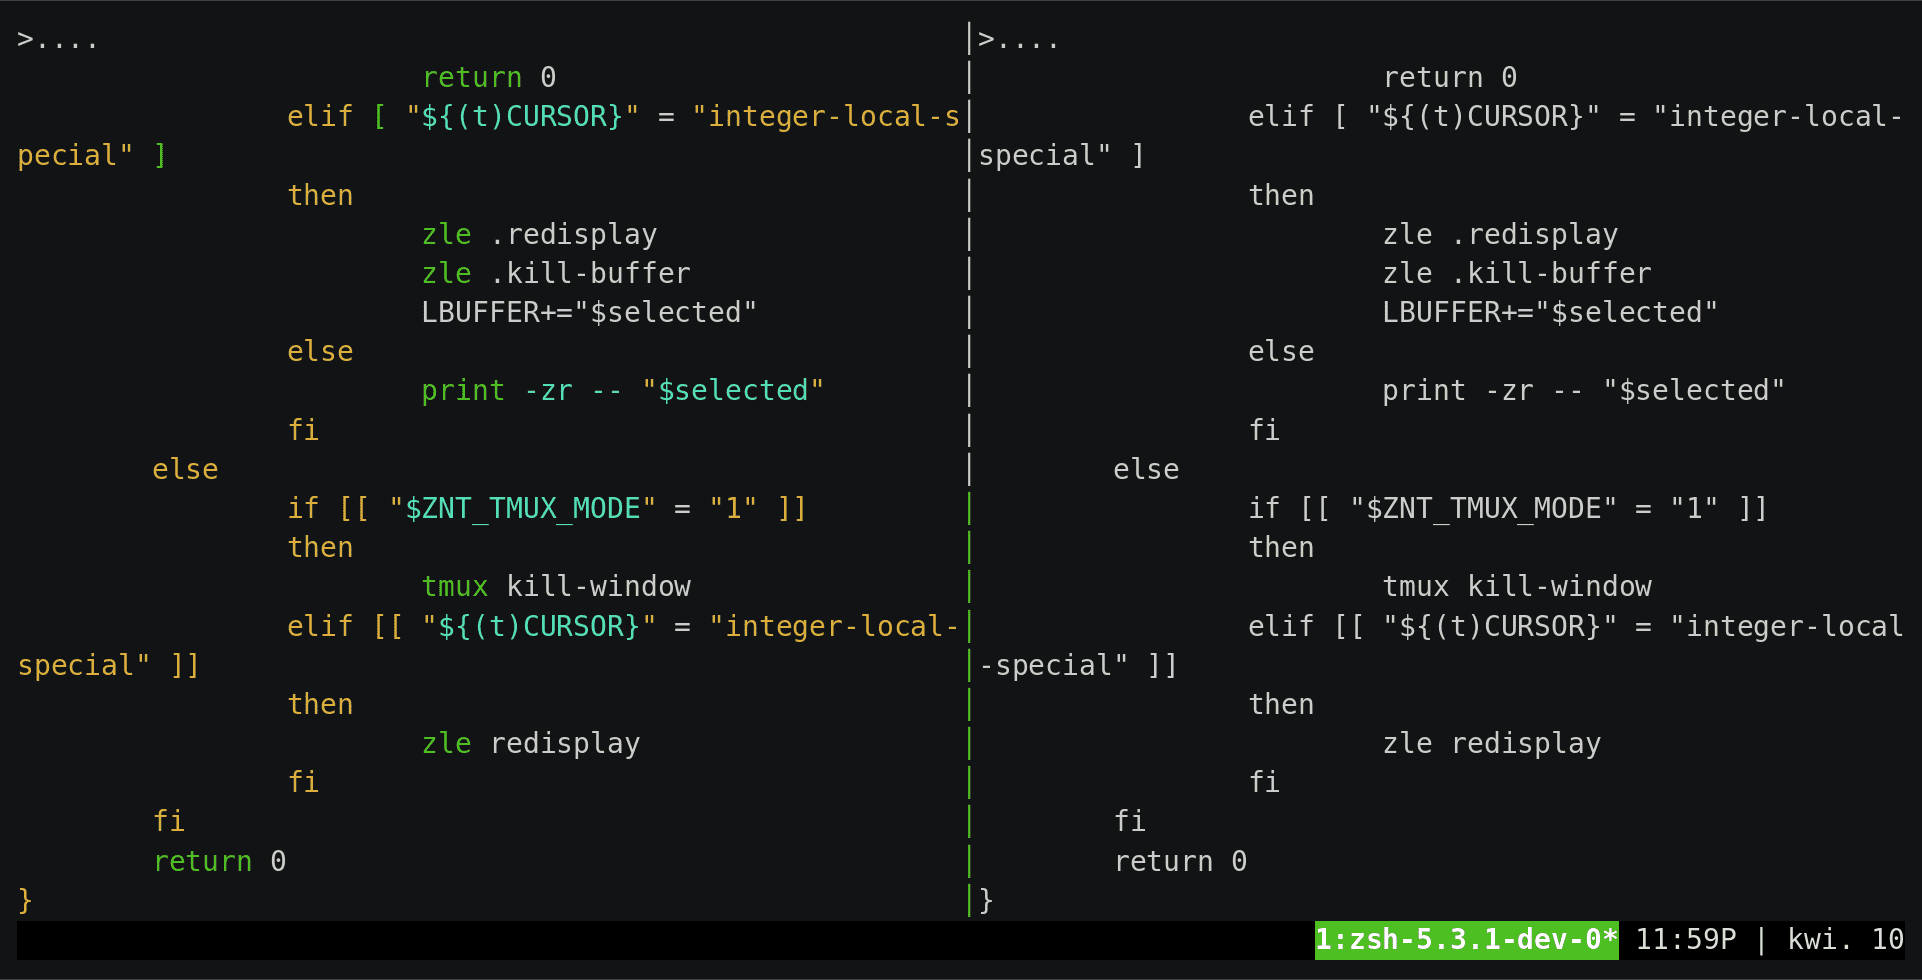 >....
                        return 0
                elif [ "${(t)CURSOR}" = "integer-local-s
pecial" ]
                then
                        zle .redisplay
                        zle .kill-buffer
                        LBUFFER+="$selected"
                else
                        print -zr -- "$selected"
                fi
        else
                if [[ "$ZNT_TMUX_MODE" = "1" ]]
                then
                        tmux kill-window
                elif [[ "${(t)CURSOR}" = "integer-local-
special" ]]
                then
                        zle redisplay
                fi
        fi
        return 0
}
>....
                        return 0
                elif [ "${(t)CURSOR}" = "integer-local-
special" ]
                then
                        zle .redisplay
                        zle .kill-buffer
                        LBUFFER+="$selected"
                else
                        print -zr -- "$selected"
                fi
        else
                if [[ "$ZNT_TMUX_MODE" = "1" ]]
                then
                        tmux kill-window
                elif [[ "${(t)CURSOR}" = "integer-local
-special" ]]
                then
                        zle redisplay
                fi
        fi
        return 0
}
1:zsh-5.3.1-dev-0* 11:59P | kwi. 10